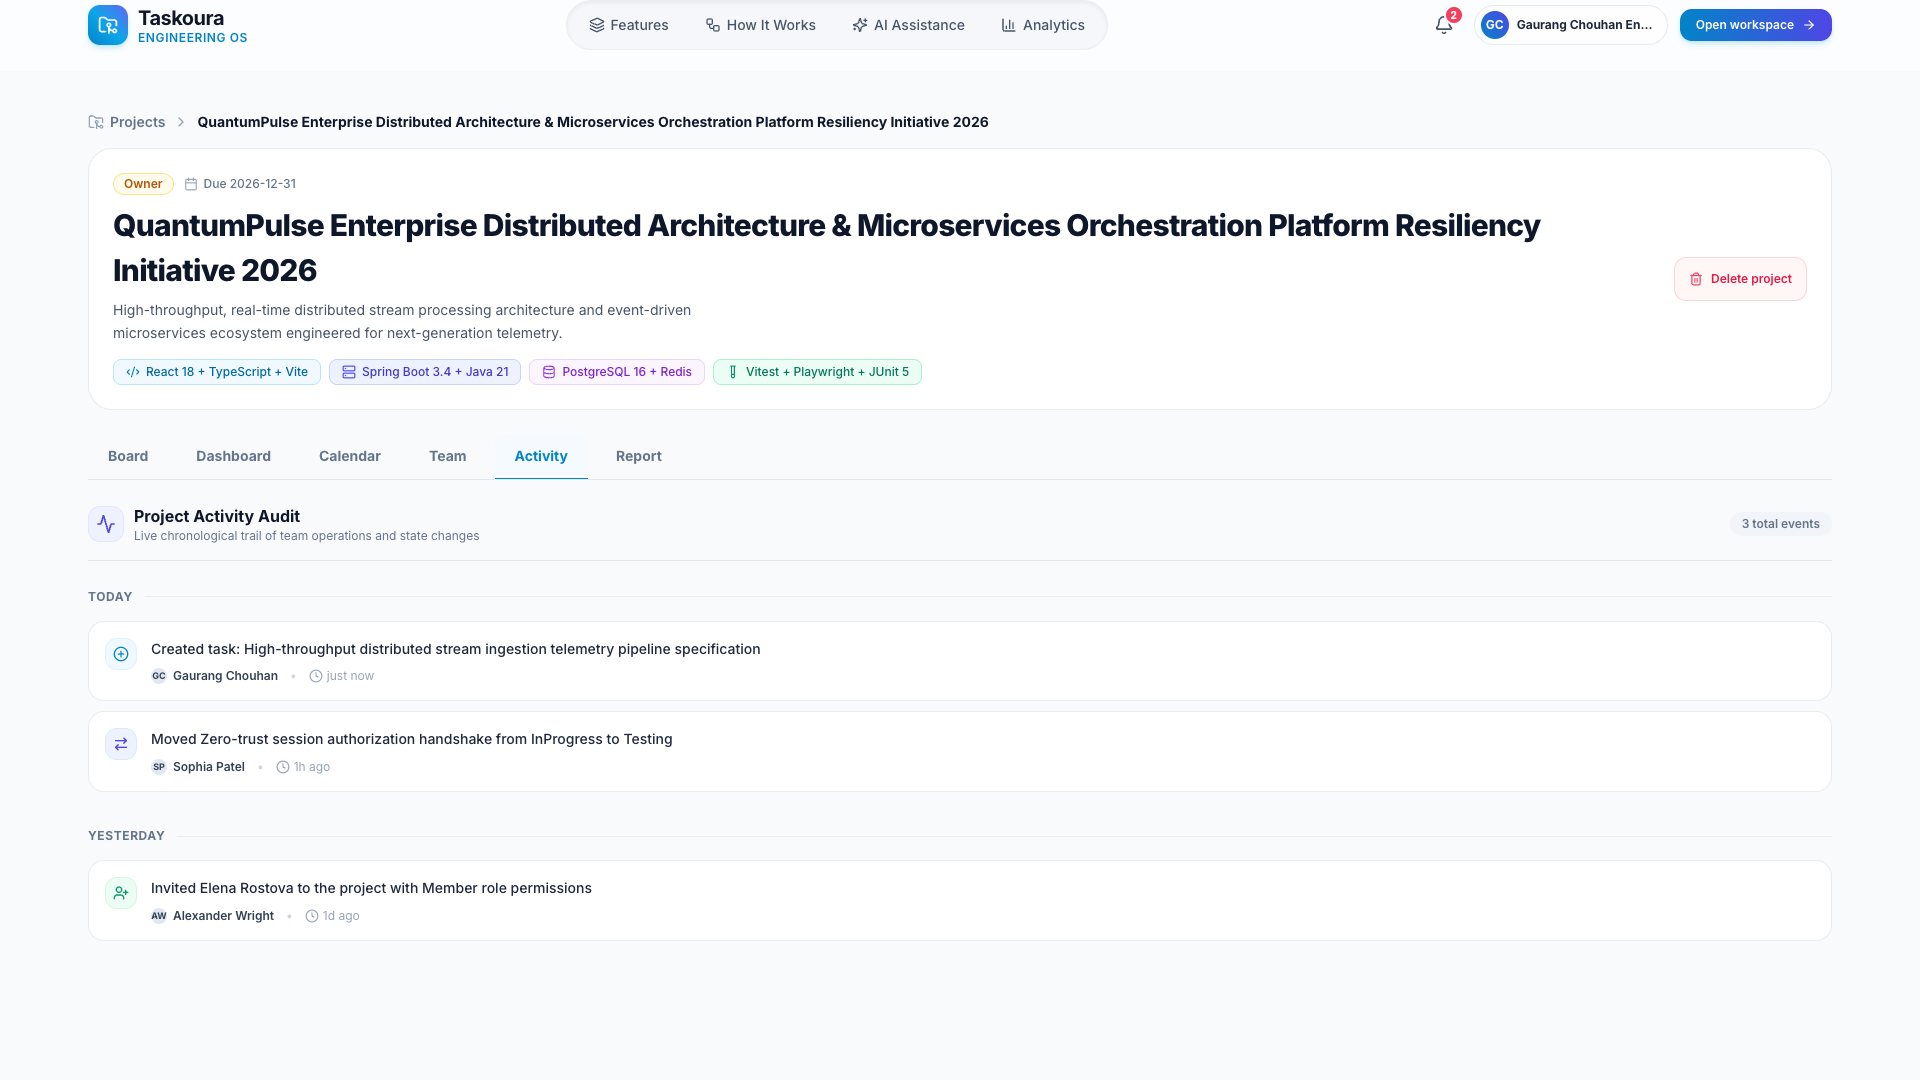 Taskoura
ENGINEERING OS
Features
How It Works
AI Assistance
Analytics
2
GC
Gaurang Chouhan En...
Open workspace
Projects
QuantumPulse Enterprise Distributed Architecture & Microservices Orchestration Platform Resiliency Initiative 2026
Owner
Due 2026-12-31
QuantumPulse Enterprise Distributed Architecture & Microservices Orchestration Platform Resiliency
Initiative 2026
Delete project
High-throughput, real-time distributed stream processing architecture and event-driven
microservices ecosystem engineered for next-generation telemetry.
React 18 + TypeScript + Vite
Spring Boot 3.4 + Java 21
PostgreSQL 16 + Redis
Vitest + Playwright + JUnit 5
Board
Dashboard
Calendar
Team
Activity
Report
Project Activity Audit
Live chronological trail of team operations and state changes
3 total events
TODAY
Created task: High-throughput distributed stream ingestion telemetry pipeline specification
GC Gaurang Chouhan • just now
Moved Zero-trust session authorization handshake from InProgress to Testing
SP Sophia Patel • 1h ago
YESTERDAY
Invited Elena Rostova to the project with Member role permissions
AW Alexander Wright • 1d ago